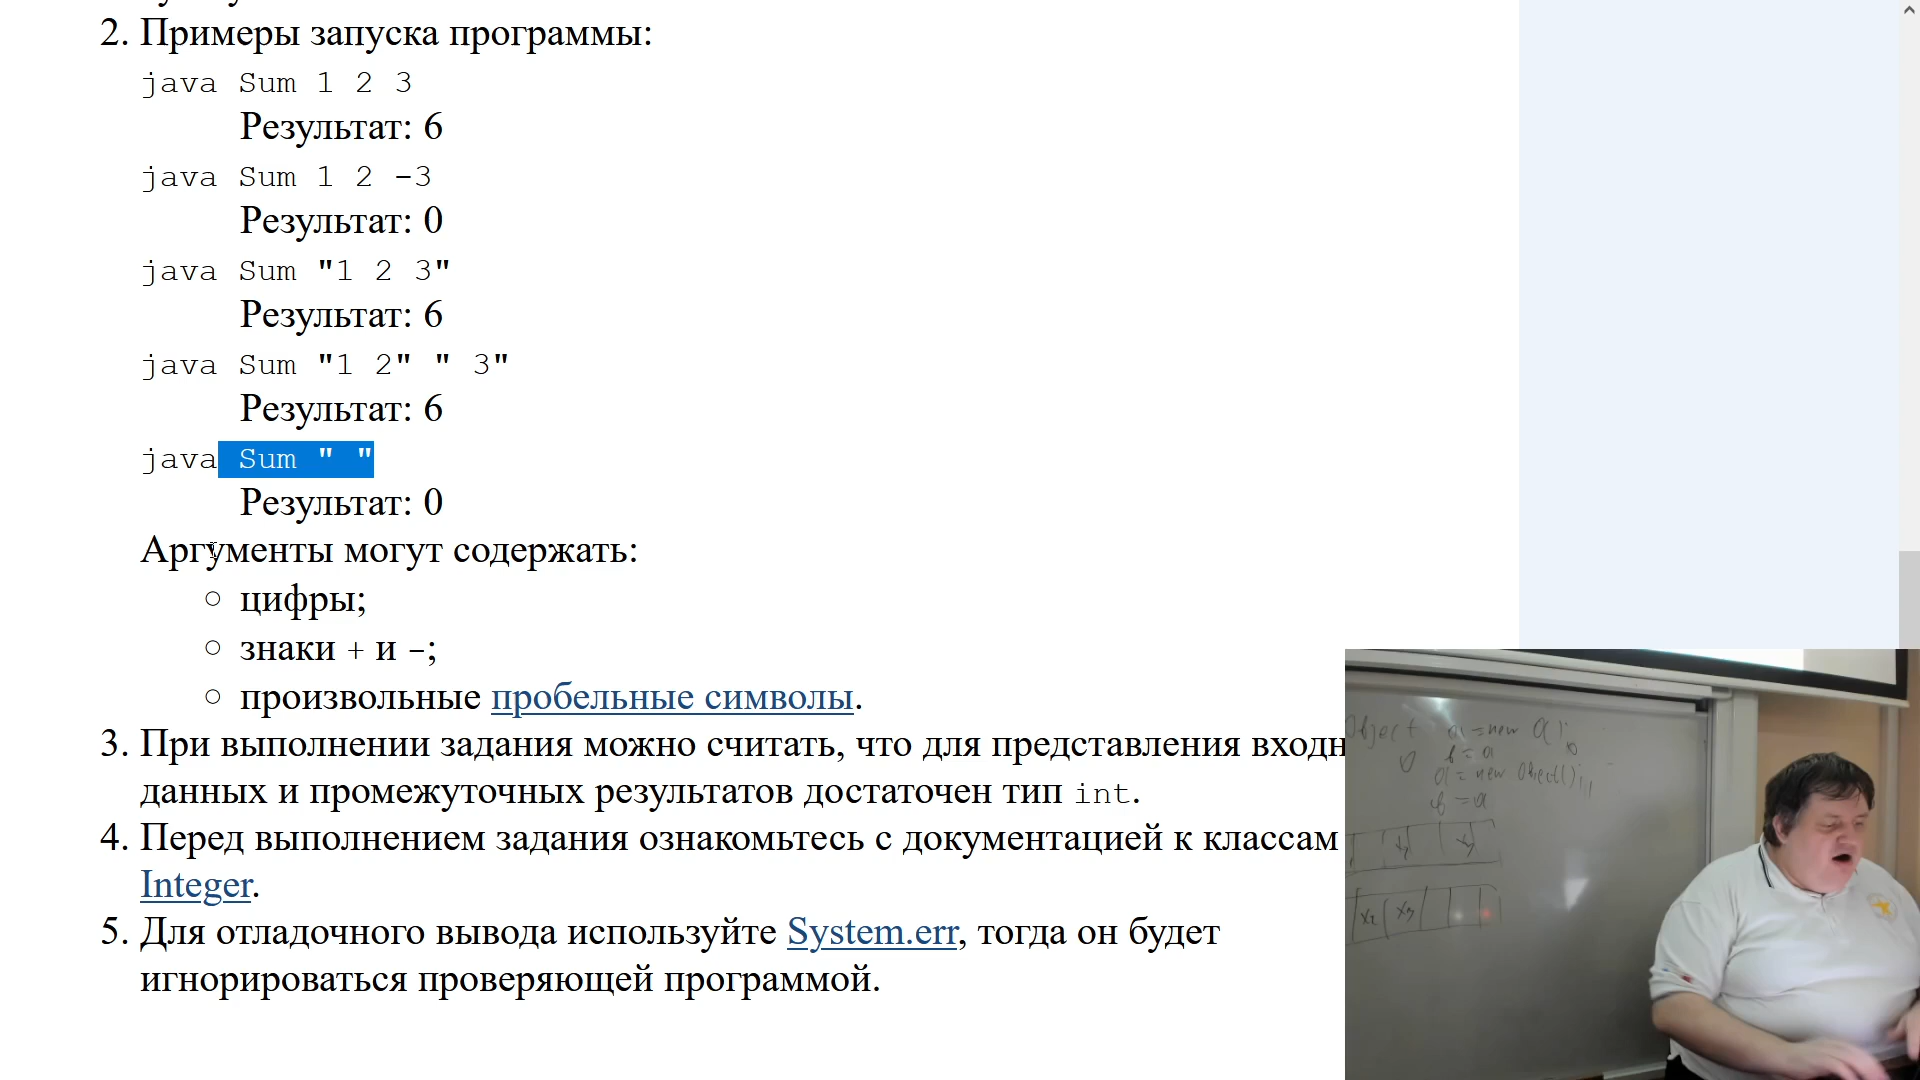 2. Примеры запуска программы:
java Sum 1 2 3
Результат: 6
java Sum 1 2 -3
Результат: 0
java Sum "1 2 3"
Результат: 6
java Sum "1 2" " 3"
Результат: 6
java Sum " "
Результат: 0
Аргументы могут содержать:
○ цифры;
○ знаки + и -;
○ произвольные пробельные символы.
3. При выполнении задания можно считать, что для представления входн
данных и промежуточных результатов достаточен тип int.
4. Перед выполнением задания ознакомьтесь с документацией к классам
Integer.
5. Для отладочного вывода используйте System.err, тогда он будет
игнорироваться проверяющей программой.
Object a = new
b = a
a = new Object();
b = a